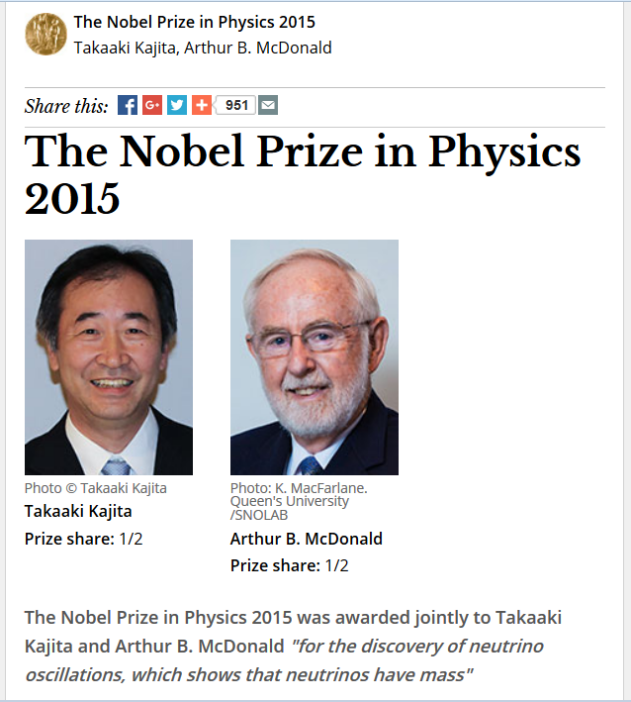 The Nobel Prize in Physics 2015
Takaaki Kajita, Arthur B. McDonald
Share this:
951
The Nobel Prize in Physics
2015
Photo © Takaaki Kajita
Takaaki Kajita
Prize share: 1/2
Photo: K. MacFarlane.
Queen's University
/SNOLAB
Arthur B. McDonald
Prize share: 1/2
The Nobel Prize in Physics 2015 was awarded jointly to Takaaki
Kajita and Arthur B. McDonald "for the discovery of neutrino
oscillations, which shows that neutrinos have mass"